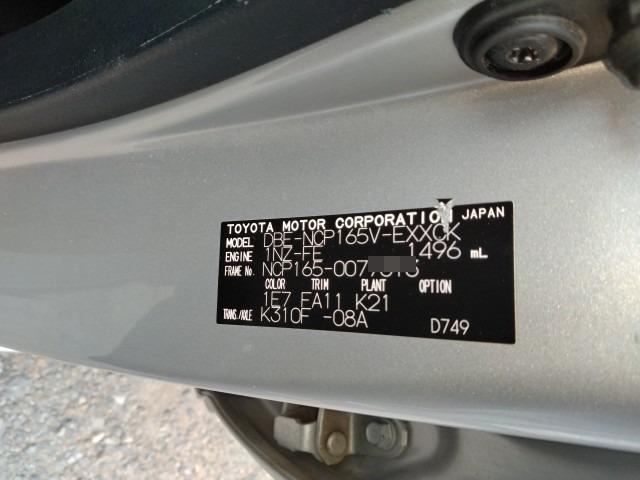 TOYOTA MOTOR CORPORATION JAPAN
MODEL DBE-NCP165V-EXXCK
ENGINE 1NZ-FE 1496 mL
FRAME No. NCP165-007
COLOR TRIM PLANT OPTION
1E7 FA11 K21
TRANS./AXLE K310F -08A D749